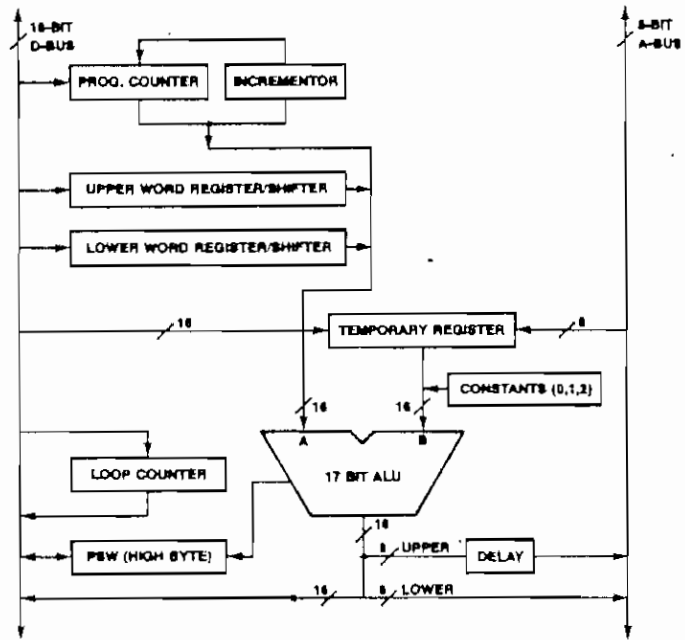 16-BIT
D-BUS
8-BIT
A-BUS
PROG. COUNTER
INCREMENTOR
UPPER WORD REGISTER/SHIFTER
LOWER WORD REGISTER/SHIFTER
16
TEMPORARY REGISTER
8
CONSTANTS (0,1,2)
16
16
A
B
17 BIT ALU
LOOP COUNTER
PSW (HIGH BYTE)
16
8
UPPER
DELAY
16
8
LOWER